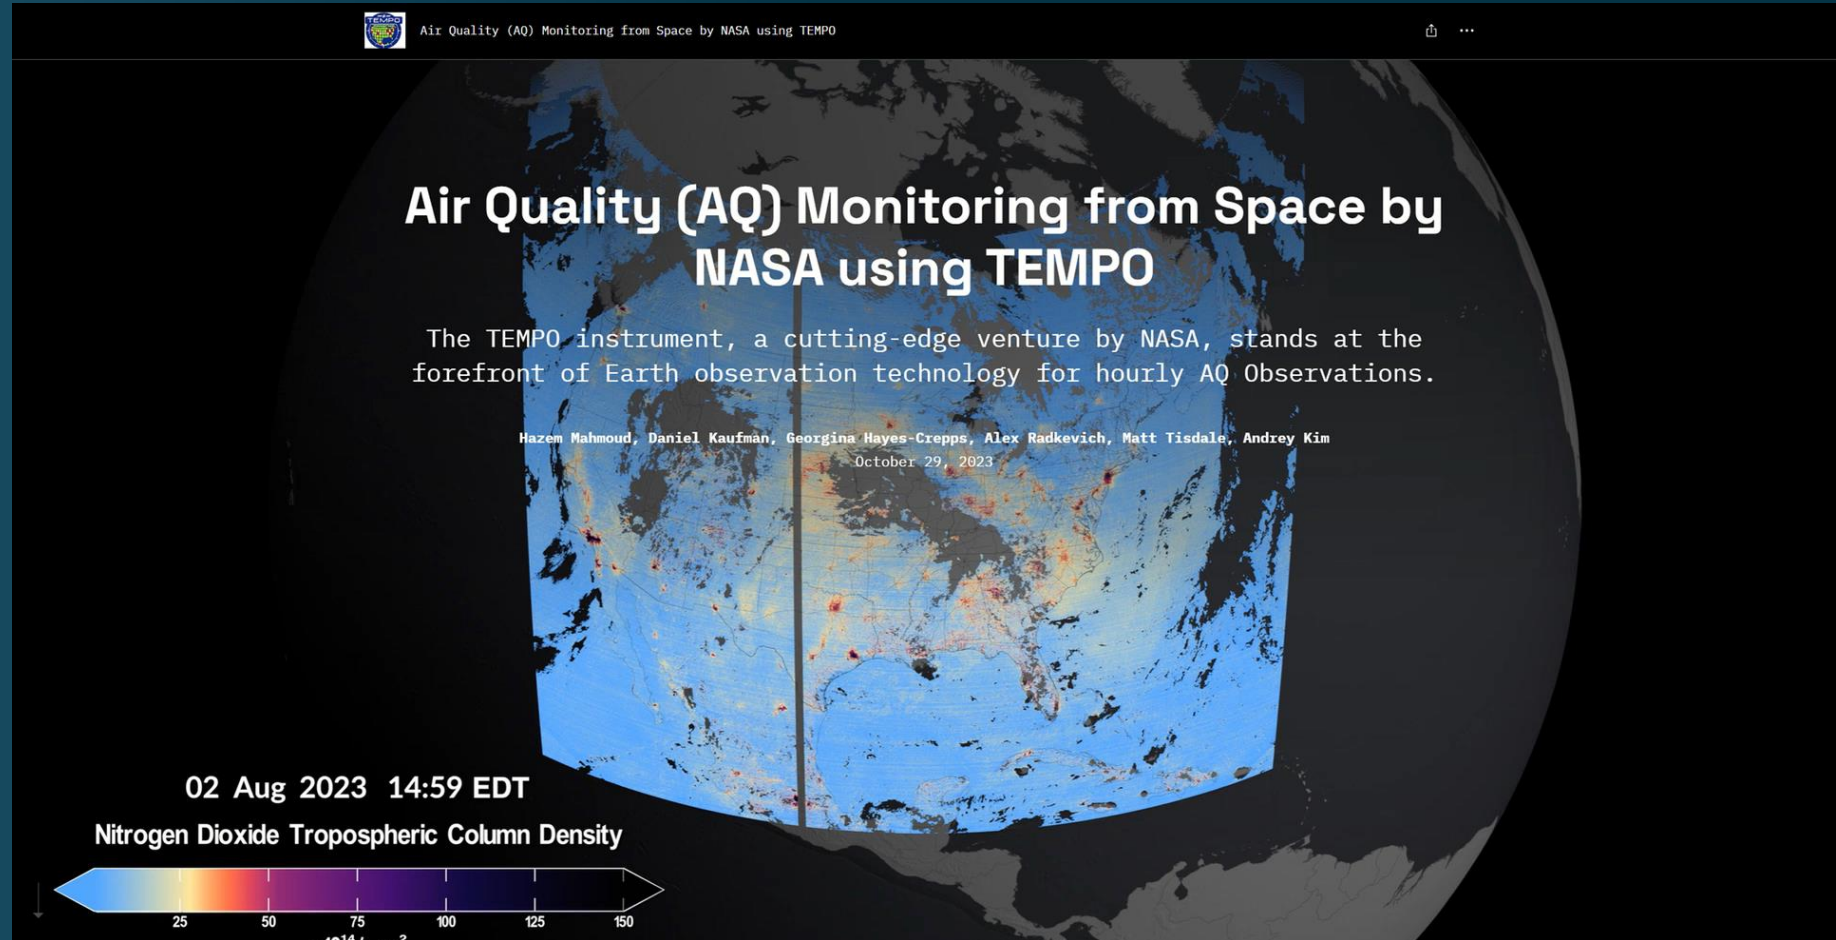 TEMPO
Air Quality (AQ) Monitoring from Space by NASA using TEMPO
Air Quality (AQ) Monitoring from Space by
NASA using TEMPO
The TEMPO instrument, a cutting-edge venture by NASA, stands at the
forefront of Earth observation technology for hourly AQ Observations.
Hazem Mahmoud, Daniel Kaufman, Georgina Hayes-Crepps, Alex Radkevich, Matt Tisdale, Andrey Kim
October 29, 2023
02 Aug 2023 14:59 EDT
Nitrogen Dioxide Tropospheric Column Density
25 50 75 100 125 150